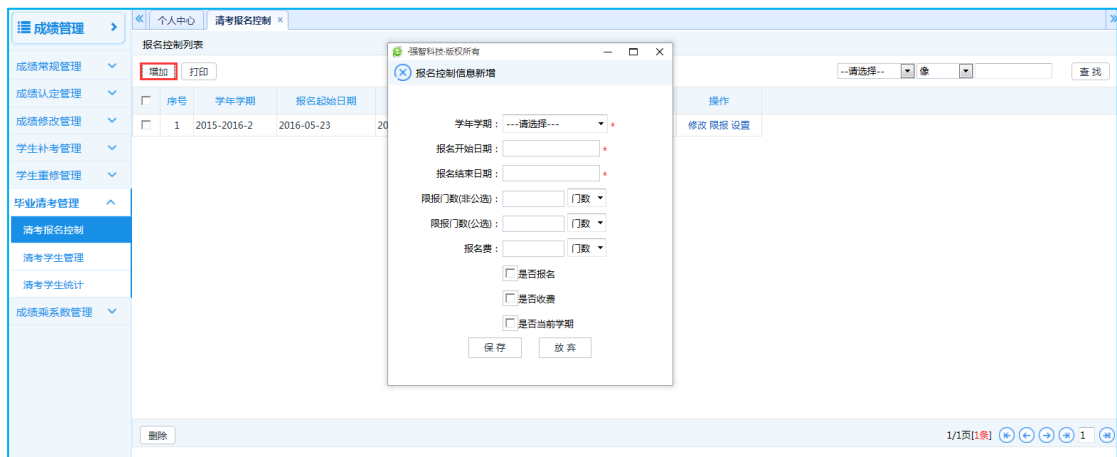 成绩管理
个人中心 清考报名控制 ×
报名控制列表
增加 打印
--请选择-- 像 查 找
成绩常规管理
成绩认定管理
成绩修改管理
学生补考管理
学生重修管理
毕业清考管理
清考报名控制
清考学生管理
清考学生统计
成绩乘系数管理
序号 学年学期 报名起始日期 操作
1 2015-2016-2 2016-05-23 20 修改 限报 设置
强智科技-版权所有
报名控制信息新增
学年学期： ---请选择--- *
报名开始日期： *
报名结束日期： *
限报门数(非公选)： 门数
限报门数(公选)： 门数
报名费： 门数
是否报名
是否收费
是否当前学期
保 存 放 弃
删除 1/1页[1条] 1